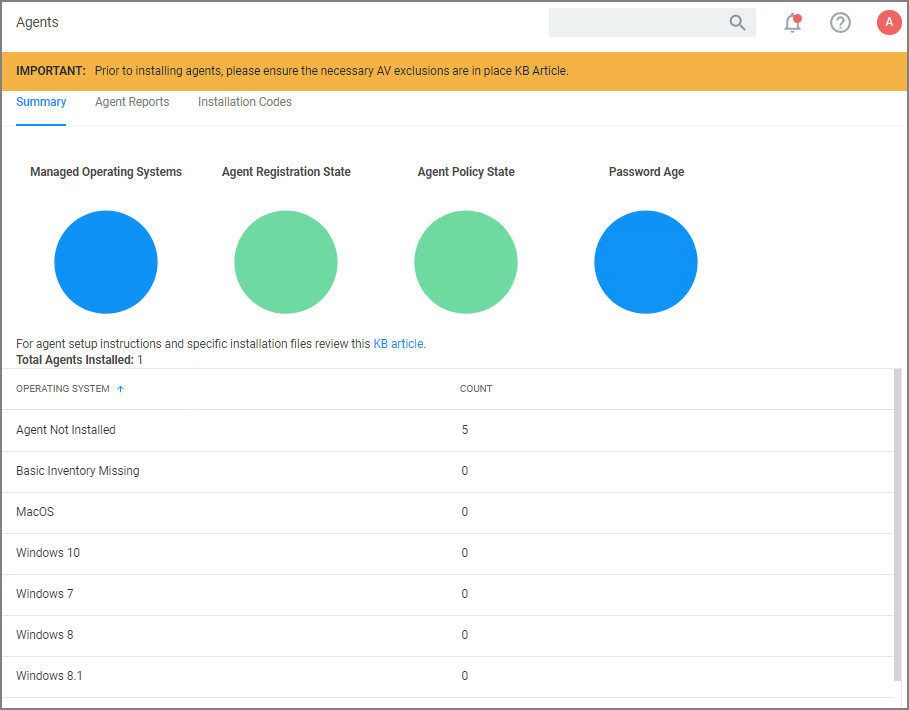 Agents
A
IMPORTANT: Prior to installing agents, please ensure the necessary AV exclusions are in place KB Article.
Summary Agent Reports Installation Codes
Managed Operating Systems Agent Registration State Agent Policy State Password Age
For agent setup instructions and specific installation files review this KB article.
Total Agents Installed: 1
OPERATING SYSTEM COUNT
Agent Not Installed 5
Basic Inventory Missing 0
MacOS 0
Windows 10 0
Windows 7 0
Windows 8 0
Windows 8.1 0